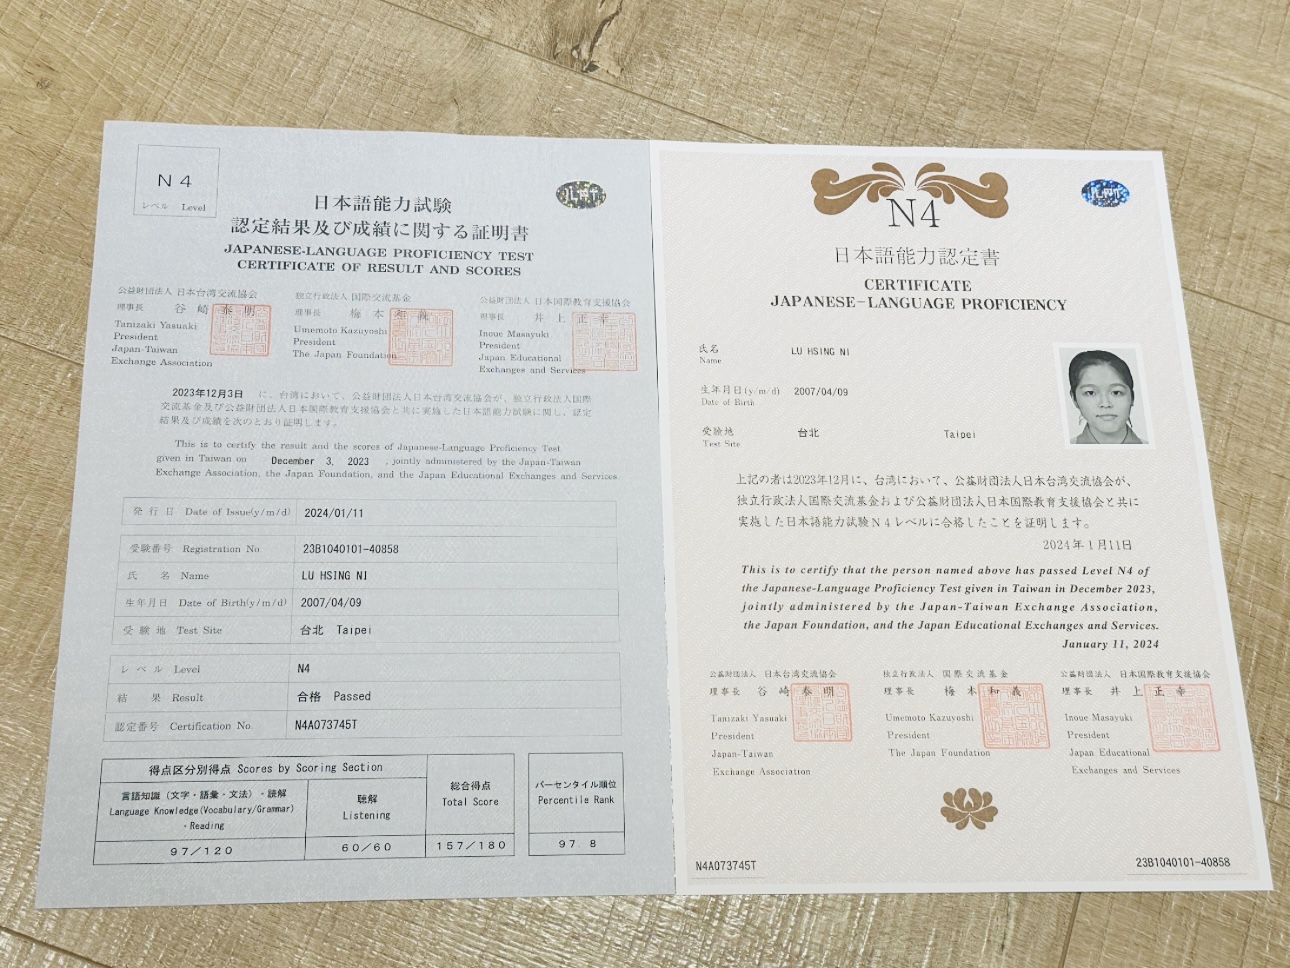 N4
レベル Level
日本語能力試験
認定結果及び成績に関する証明書
JAPANESE-LANGUAGE PROFICIENCY TEST
CERTIFICATE OF RESULT AND SCORES
公益財団法人 日本台湾交流協会
理事長 谷崎泰明
Tanizaki Yasuaki
President
Japan-Taiwan
Exchange Association
独立行政法人 国際交流基金
理事長 梅本和義
Umemoto Kazuyoshi
President
The Japan Foundation
公益財団法人 日本国際教育支援協会
理事長 井上正幸
Inoue Masayuki
President
Japan Educational
Exchanges and Services
2023年12月3日 に、台湾において、公益財団法人日本台湾交流協会が、独立行政法人国際
交流基金及び公益財団法人日本国際教育支援協会と共に実施した日本語能力試験に関し、認定
結果及び成績を次のとおり証明します。
This is to certify the result and the scores of Japanese-Language Proficiency Test
given in Taiwan on December 3, 2023 , jointly administered by the Japan-Taiwan
Exchange Association, the Japan Foundation, and the Japan Educational Exchanges and Services.
発行日 Date of Issue(y/m/d) 2024/01/11
受験番号 Registration No. 23B1040101-40858
氏名 Name LU HSING NI
生年月日 Date of Birth(y/m/d) 2007/04/09
受験地 Test Site 台北 Taipei
レベル Level N4
結果 Result 合格 Passed
認定番号 Certification No. N4A073745T
得点区分別得点 Scores by Scoring Section
言語知識（文字・語彙・文法）・読解
Language Knowledge(Vocabulary/Grammar)
・Reading
聴解
Listening
総合得点
Total Score
パーセンタイル順位
Percentile Rank
97/120 60/60 157/180 97.8
N4
日本語能力認定書
CERTIFICATE
JAPANESE-LANGUAGE PROFICIENCY
氏名
Name
LU HSING NI
生年月日(y/m/d)
Date of Birth
2007/04/09
受験地
Test Site
台北 Taipei
上記の者は2023年12月に、台湾において、公益財団法人日本台湾交流協会が、
独立行政法人国際交流基金および公益財団法人日本国際教育支援協会と共に
実施した日本語能力試験N4レベルに合格したことを証明します。
2024年1月11日
This is to certify that the person named above has passed Level N4 of
the Japanese-Language Proficiency Test given in Taiwan in December 2023,
jointly administered by the Japan-Taiwan Exchange Association,
the Japan Foundation, and the Japan Educational Exchanges and Services.
January 11, 2024
公益財団法人 日本台湾交流協会
理事長 谷崎泰明
Tanizaki Yasuaki
President
Japan-Taiwan
Exchange Association
独立行政法人 国際交流基金
理事長 梅本和義
Umemoto Kazuyoshi
President
The Japan Foundation
公益財団法人 日本国際教育支援協会
理事長 井上正幸
Inoue Masayuki
President
Japan Educational
Exchanges and Services
N4A073745T
23B1040101-40858